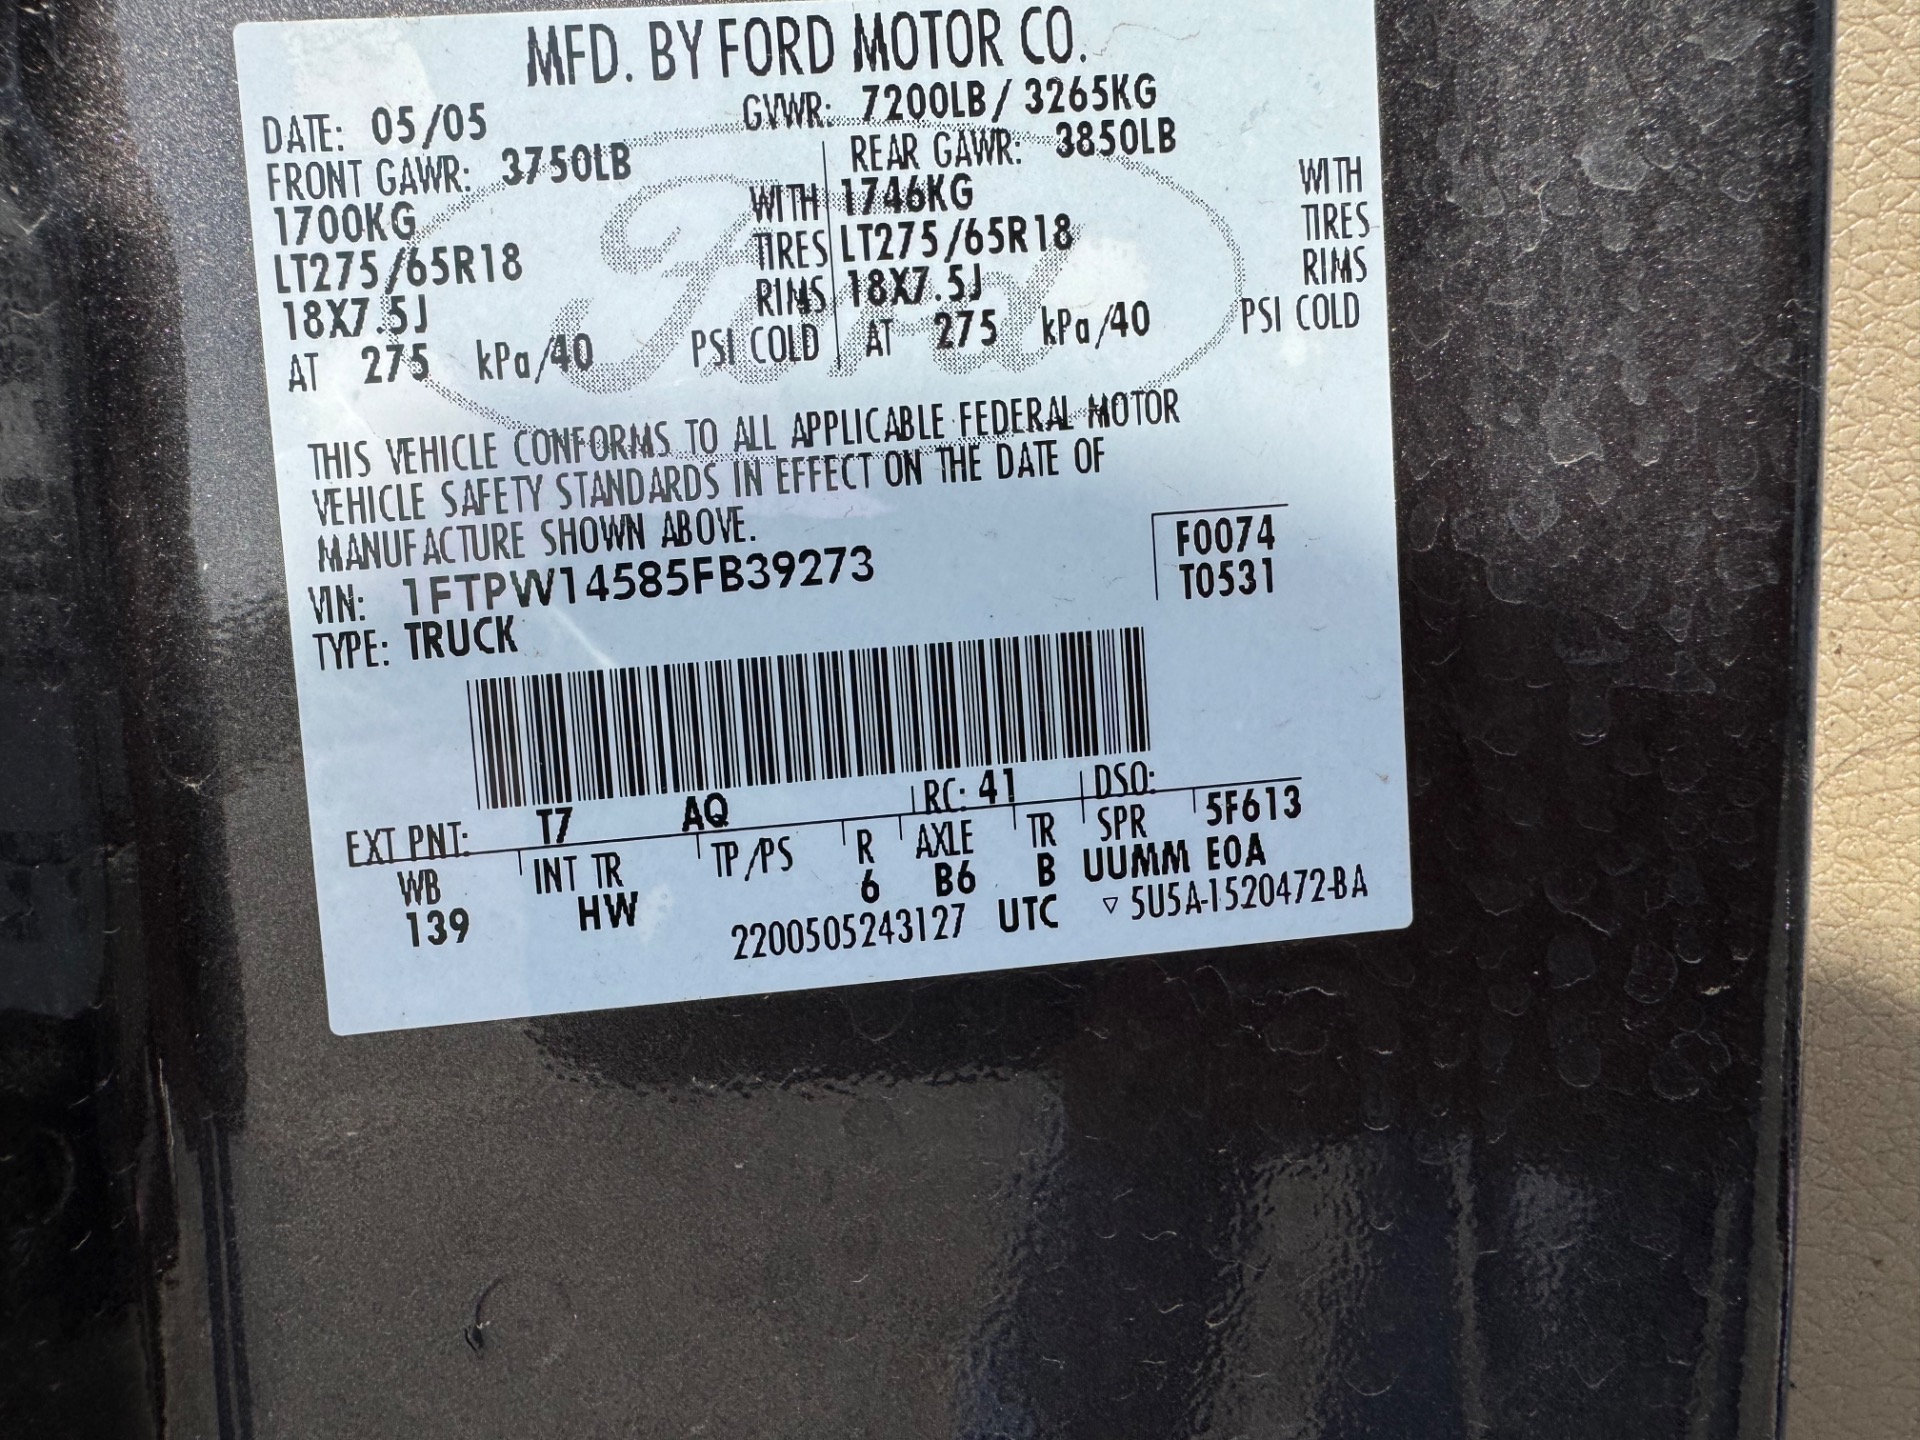 MFD. BY FORD MOTOR CO.
DATE: 05/05 GVWR: 7200LB / 3265KG
FRONT GAWR: 3750LB REAR GAWR: 3850LB
1700KG WITH 1746KG WITH
LT275/65R18 TIRES LT275/65R18 TIRES
18X7.5J RIMS 18X7.5J RIMS
AT 275 kPa/40 PSI COLD AT 275 kPa/40 PSI COLD
THIS VEHICLE CONFORMS TO ALL APPLICABLE FEDERAL MOTOR
VEHICLE SAFETY STANDARDS IN EFFECT ON THE DATE OF
MANUFACTURE SHOWN ABOVE.
VIN: 1FTPW14585FB39273 F0074
TYPE: TRUCK T0531
EXT PNT: T7 AQ RC: 41 DSO:
WB INT TR TP/PS R AXLE TR SPR 5F613
139 HW 6 B6 B UUMM E0A
2200505243127 UTC ▽ 5U5A-1520472-BA
Ford